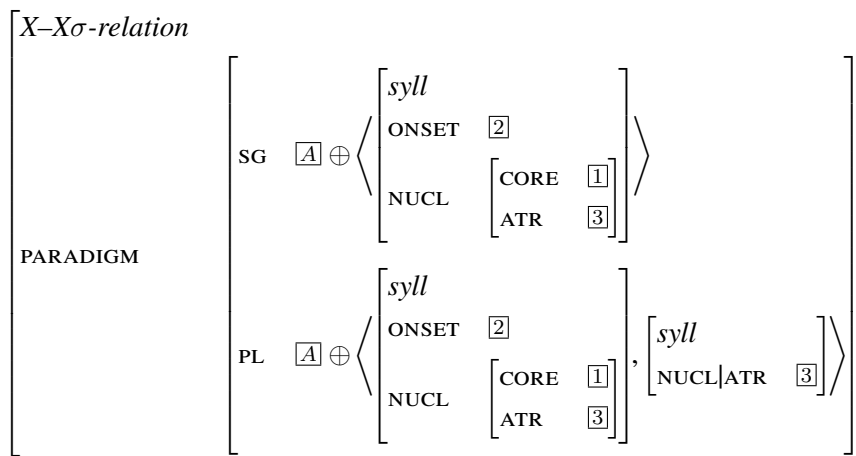 X–Xσ-relation
syll
ONSET 2
SG A ⊕ ⟨ ⟩
NUCL CORE 1
ATR 3
PARADIGM
syll
ONSET 2
PL A ⊕ ⟨ , ⟩
NUCL CORE 1
ATR 3
syll
NUCL|ATR 3